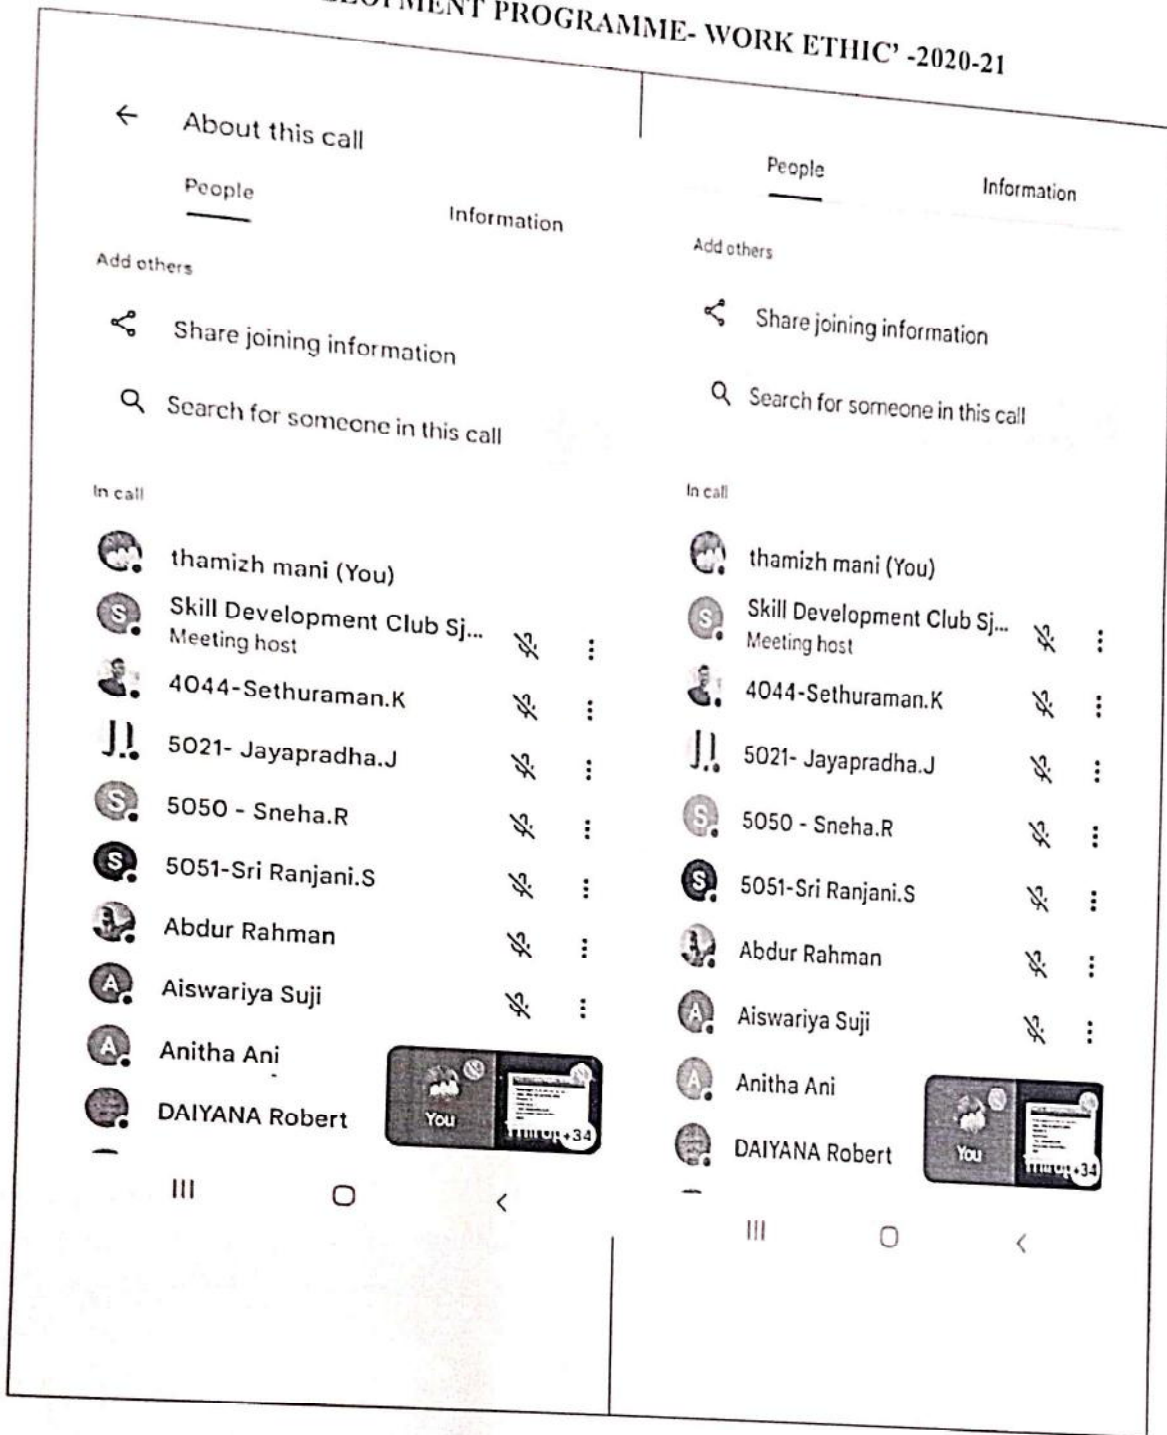 PROGRAMME- WORK ETHIC' -2020-21
About this call
People
Information
Add others
Share joining information
Search for someone in this call
In call
thamizh mani (You)
Skill Development Club Sj...
Meeting host
4044-Sethuraman.K
J.J.
5021- Jayapradha.J
S
5050 - Sneha.R
S
5051-Sri Ranjani.S
Abdur Rahman
A
Aiswariya Suji
A
Anitha Ani
DAIYANA Robert
You
+34
People
Information
Add others
Share joining information
Search for someone in this call
In call
thamizh mani (You)
S
Skill Development Club Sj...
Meeting host
4044-Sethuraman.K
5021- Jayapradha.J
S
5050 - Sneha.R
S
5051-Sri Ranjani.S
Abdur Rahman
A
Aiswariya Suji
A
Anitha Ani
DAIYANA Robert
You
+34